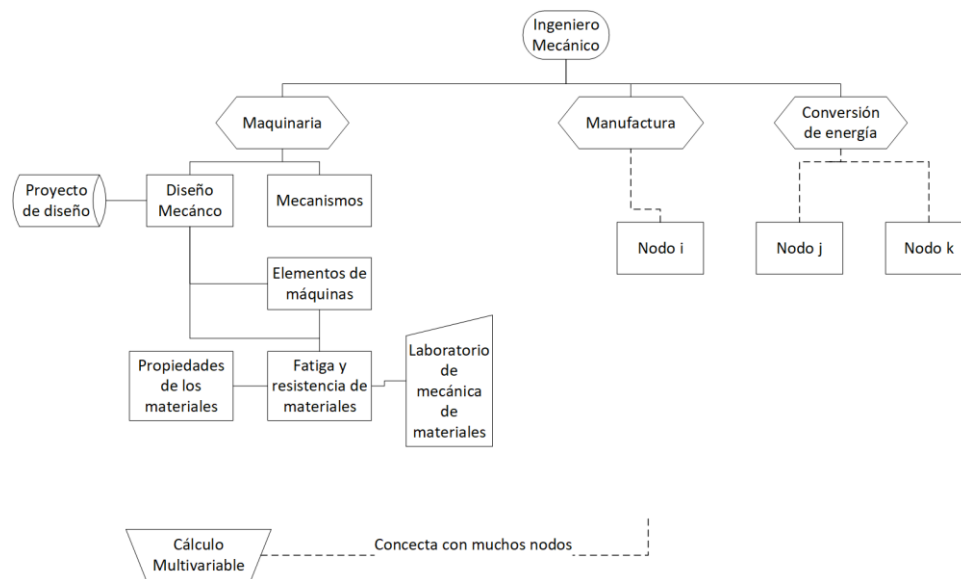 Ingeniero
Mecánico
Maquinaria
Manufactura
Conversión
de energía
Proyecto
de diseño
Diseño
Mecánco
Mecanismos
Nodo i
Nodo j
Nodo k
Elementos de
máquinas
Propiedades
de los
materiales
Fatiga y
resistencia de
materiales
Laboratorio
de
mecánica
de
materiales
Cálculo
Multivariable
Concecta con muchos nodos